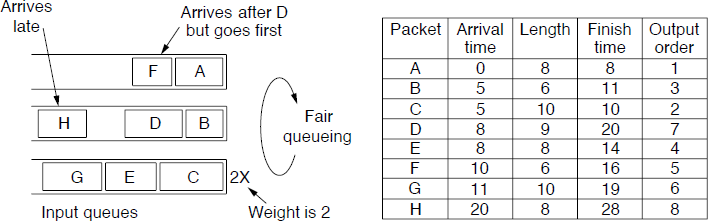 Arrives
late
Arrives after D
but goes first
F A
H D B
G E C 2X
Fair
queueing
Input queues
Weight is 2
Packet Arrival time Length Finish time Output order
A 0 8 8 1
B 5 6 11 3
C 5 10 10 2
D 8 9 20 7
E 8 8 14 4
F 10 6 16 5
G 11 10 19 6
H 20 8 28 8